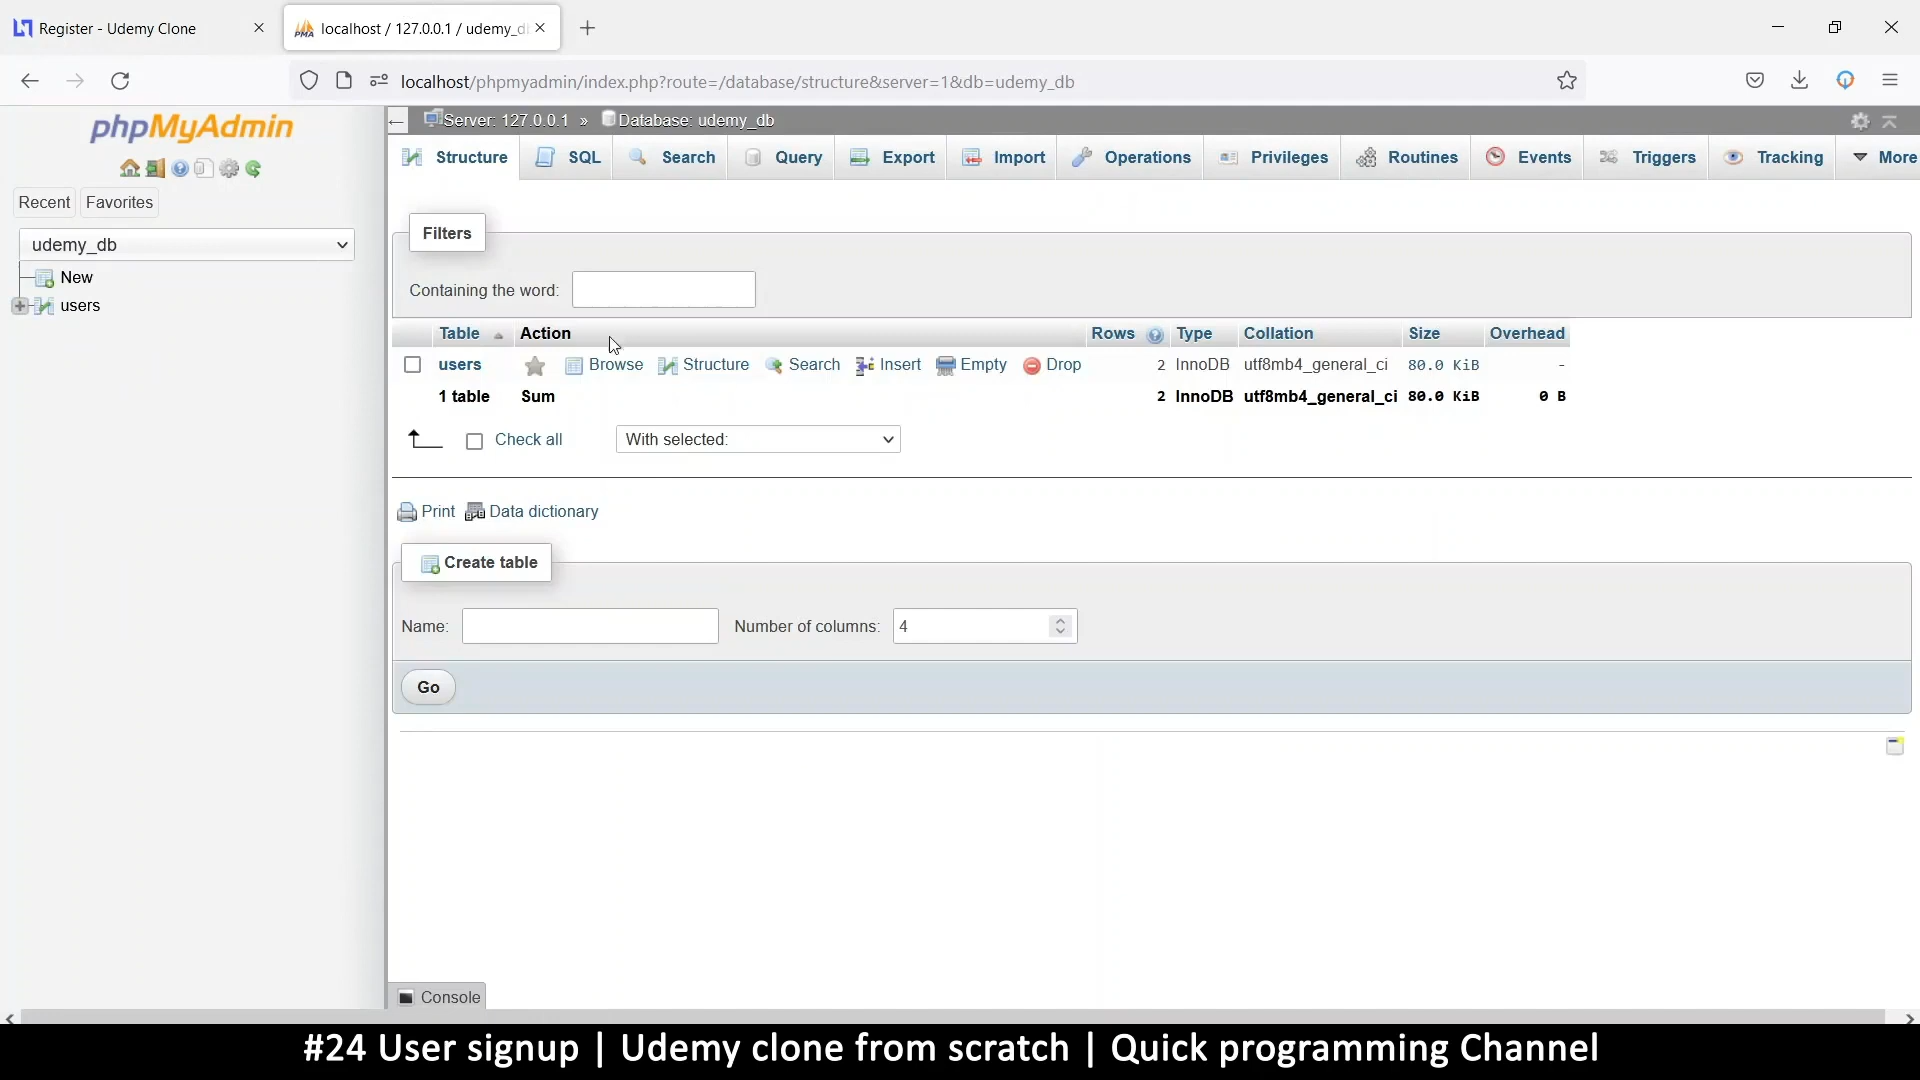 Register - Udemy Clone
localhost / 127.0.0.1 / udemy_d
localhost/phpmyadmin/index.php?route=/database/structure&server=1&db=udemy_db
phpMyAdmin
Recent Favorites
udemy_db
New
users
Server: 127.0.0.1 » Database: udemy_db
Structure SQL Search Query Export Import Operations Privileges Routines Events Triggers Tracking More
Filters
Containing the word:
Table Action Rows Type Collation Size Overhead
users Browse Structure Search Insert Empty Drop 2 InnoDB utf8mb4_general_ci 80.0 KiB -
1 table Sum 2 InnoDB utf8mb4_general_ci 80.0 KiB 0 B
Check all With selected:
Print Data dictionary
Create table
Name: Number of columns: 4
Go
Console
#24 User signup | Udemy clone from scratch | Quick programming Channel